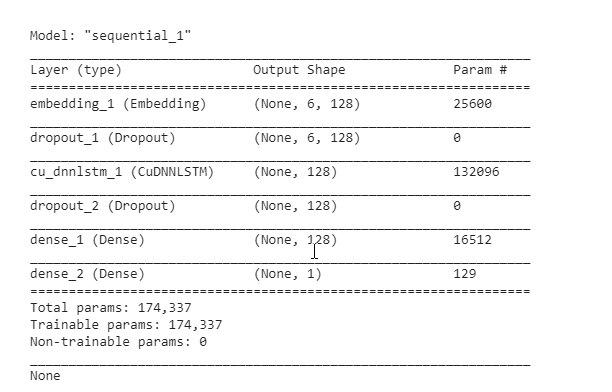 Model: "sequential_1"
Layer (type)                 Output Shape              Param #
=================================================================
embedding_1 (Embedding)      (None, 6, 128)            25600
dropout_1 (Dropout)          (None, 6, 128)            0
cu_dnnlstm_1 (CuDNNLSTM)     (None, 128)               132096
dropout_2 (Dropout)          (None, 128)               0
dense_1 (Dense)              (None, 128)               16512
dense_2 (Dense)              (None, 1)                 129
=================================================================
Total params: 174,337
Trainable params: 174,337
Non-trainable params: 0
None